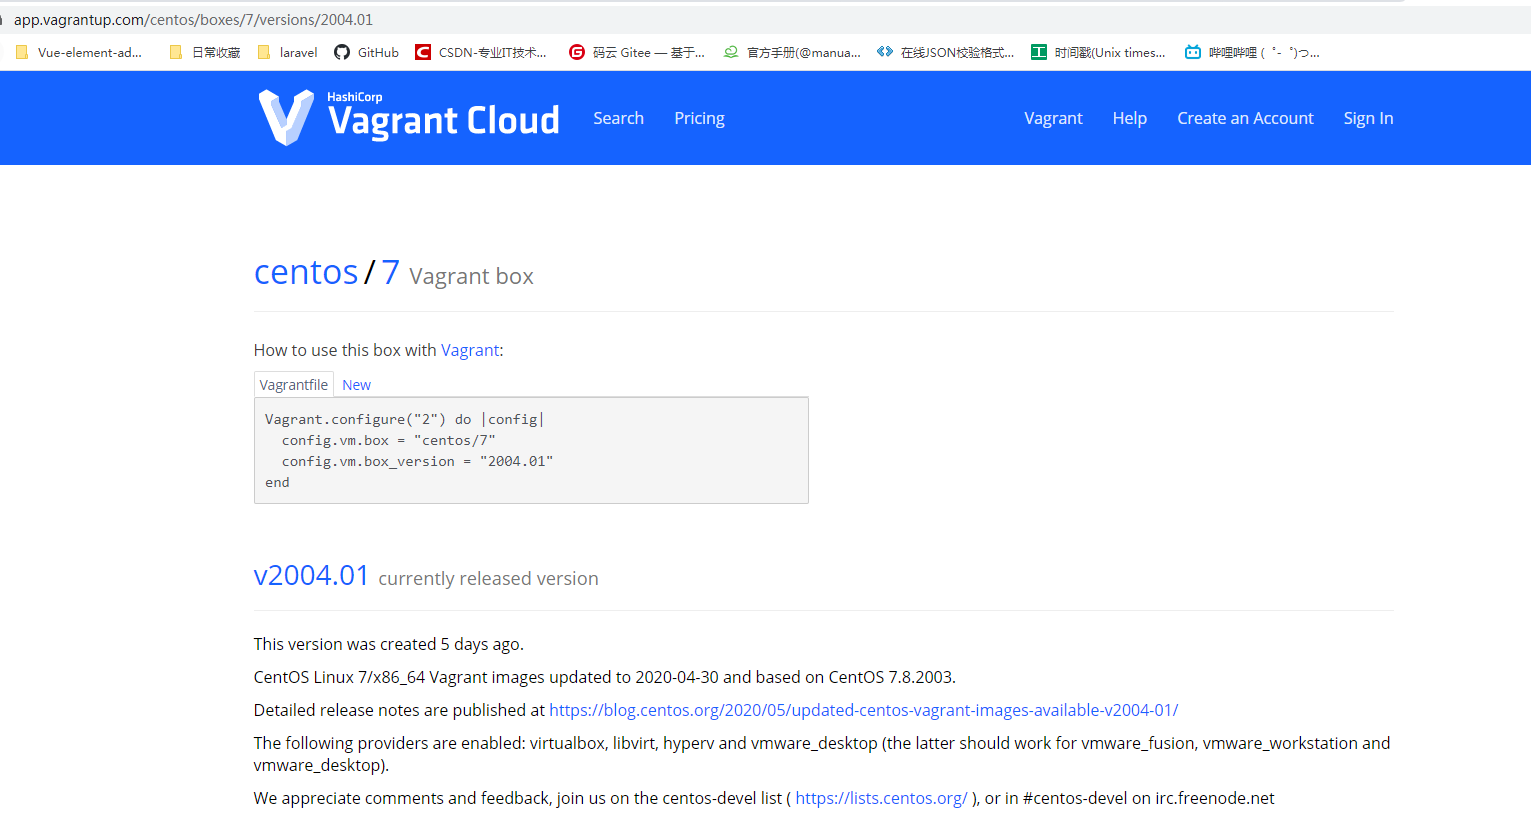 app.vagrantup.com/centos/boxes/7/versions/2004.01
Vue-element-ad... 日常收藏 laravel GitHub CSDN-专业IT技术... 码云 Gitee — 基于... 官方手册(@manua... 在线JSON校验格式... 时间戳(Unix times... 哔哩哔哩 (゜-゜)つ...
HashiCorp
Vagrant Cloud Search Pricing Vagrant Help Create an Account Sign In
centos / 7 Vagrant box
How to use this box with Vagrant:
Vagrantfile New
Vagrant.configure("2") do |config|
  config.vm.box = "centos/7"
  config.vm.box_version = "2004.01"
end
v2004.01 currently released version
This version was created 5 days ago.
CentOS Linux 7/x86_64 Vagrant images updated to 2020-04-30 and based on CentOS 7.8.2003.
Detailed release notes are published at https://blog.centos.org/2020/05/updated-centos-vagrant-images-available-v2004-01/
The following providers are enabled: virtualbox, libvirt, hyperv and vmware_desktop (the latter should work for vmware_fusion, vmware_workstation and
vmware_desktop).
We appreciate comments and feedback, join us on the centos-devel list ( https://lists.centos.org/ ), or in #centos-devel on irc.freenode.net